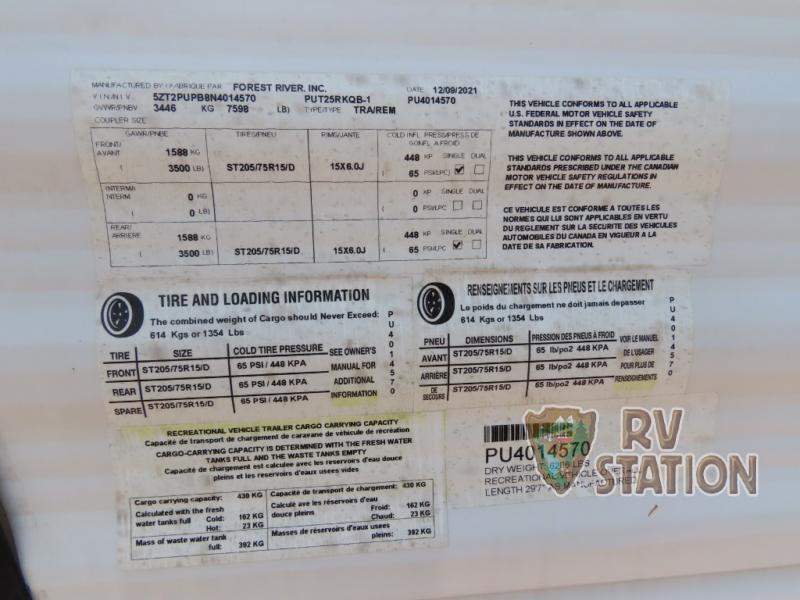 MANUFACTURED BY / FABRIQUE PAR FOREST RIVER, INC. DATE 12/09/2021
V I N / N I V . 5ZT2PUPB8N4014570 PUT25RKQB-1 PU4014570
GVWR/PNBV 3446 KG 7598 LB) TYPE/TYPE TRA/REM
COUPLER SIZE
GAWR/PNBE TIRES/PNEU RIMS/JANTE COLD INFL PRESS/PRESS DE GONFL A FROID
FRONT/ AVANT 1588 KG 448 KP SINGLE DUAL
( 3500 LB) ST205/75R15/D 15X6.0J ( 65 PSI/LPC)
INTERM/ INTERM 0 KG 0 KP SINGLE DUAL
( 0 LB) ( 0 PSI/LPC)
REAR/ ARRIERE 1588 KG 448 KP SINGLE DUAL
( 3500 LB) ST205/75R15/D 15X6.0J ( 65 PSI/LPC)
THIS VEHICLE CONFORMS TO ALL APPLICABLE
U.S. FEDERAL MOTOR VEHICLE SAFETY
STANDARDS IN EFFECT ON THE DATE OF
MANUFACTURE SHOWN ABOVE.
THIS VEHICLE CONFORMS TO ALL APPLICABLE
STANDARDS PRESCRIBED UNDER THE CANADIAN
MOTOR VEHICLE SAFETY REGULATIONS IN
EFFECT ON THE DATE OF MANUFACTURE.
CE VEHICULE EST CONFORME A TOUTES LES
NORMES QUI LUI SONT APPLICABLES EN VERTU
DU REGLEMENT SUR LA SECURITE DES VEHICULES
AUTOMOBILES DU CANADA EN VIGUEUR A LA
DATE DE SA FABRICATION.
TIRE AND LOADING INFORMATION
The combined weight of Cargo should Never Exceed:
614 Kgs or 1354 Lbs
TIRE SIZE COLD TIRE PRESSURE SEE OWNER'S
FRONT ST205/75R15/D 65 PSI / 448 KPA MANUAL FOR
REAR ST205/75R15/D 65 PSI / 448 KPA ADDITIONAL
SPARE ST205/75R15/D 65 PSI / 448 KPA INFORMATION
PU4014570
RENSEIGNEMENTS SUR LES PNEUS ET LE CHARGEMENT
Le poids du chargement ne doit jamais depasser
614 Kgs or 1354 Lbs
PNEU DIMENSIONS PRESSION DES PNEUS À FROID VOIR LE MANUEL
AVANT ST205/75R15/D 65 lb/po2 448 KPA DE L'USAGER
ARRIÈRE ST205/75R15/D 65 lb/po2 448 KPA POUR PLUS DE
DE SECOURS ST205/75R15/D 65 lb/po2 448 KPA RENSEIGNEMENTS
PU4014570
RECREATIONAL VEHICLE TRAILER CARGO CARRYING CAPACITY
Capacité de transport de chargement de caravane de véhicule de récréation
CARGO-CARRYING CAPACITY IS DETERMINED WITH THE FRESH WATER
TANKS FULL AND THE WASTE TANKS EMPTY
Capacité de chargement est calculée avec les réservoirs d'eau douce
pleins et les réservoirs d'eaux usées vides
Cargo carrying capacity: 430 KG
Calculated with the fresh
water tanks full Cold: 162 KG
Hot: 23 KG
Mass of waste water tank
full: 392 KG
Capacité de transport de chargement: 430 KG
Calculé avec les réservoirs d'eau
douce pleins Froid: 162 KG
Chaud: 23 KG
Masses de réservoirs d'eaux usées
pleins: 392 KG
PU4014570
DRY WEIGHT LBS
RECREATIONAL VEHICLE
LENGTH 29'7" MANUFACTURED
RV
STATION